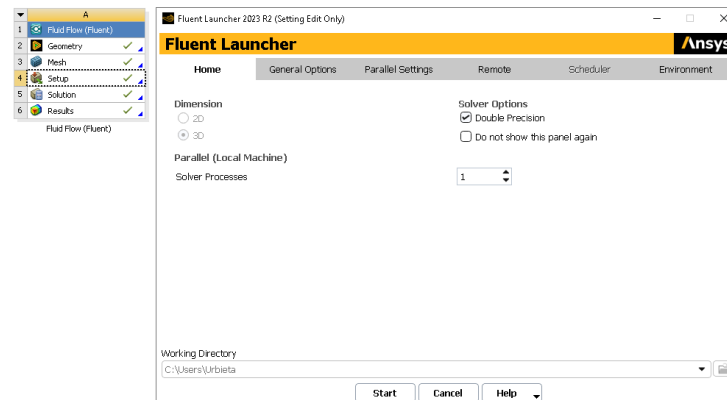 A
1 Fluid Flow (Fluent)
2 Geometry
3 Mesh
4 Setup
5 Solution
6 Results
Fluid Flow (Fluent)
Fluent Launcher 2023 R2 (Setting Edit Only)
Fluent Launcher
Ansys
Home General Options Parallel Settings Remote Scheduler Environment
Dimension Solver Options
2D Double Precision
3D Do not show this panel again
Parallel (Local Machine)
Solver Processes 1
Working Directory
C:\Users\Urbieta
Start Cancel Help